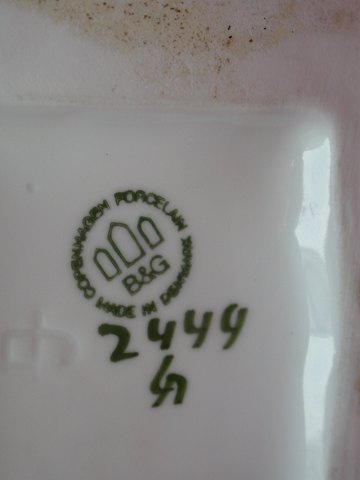 COPENHAGEN PORCELAIN
B&G
MADE IN DENMARK
2449